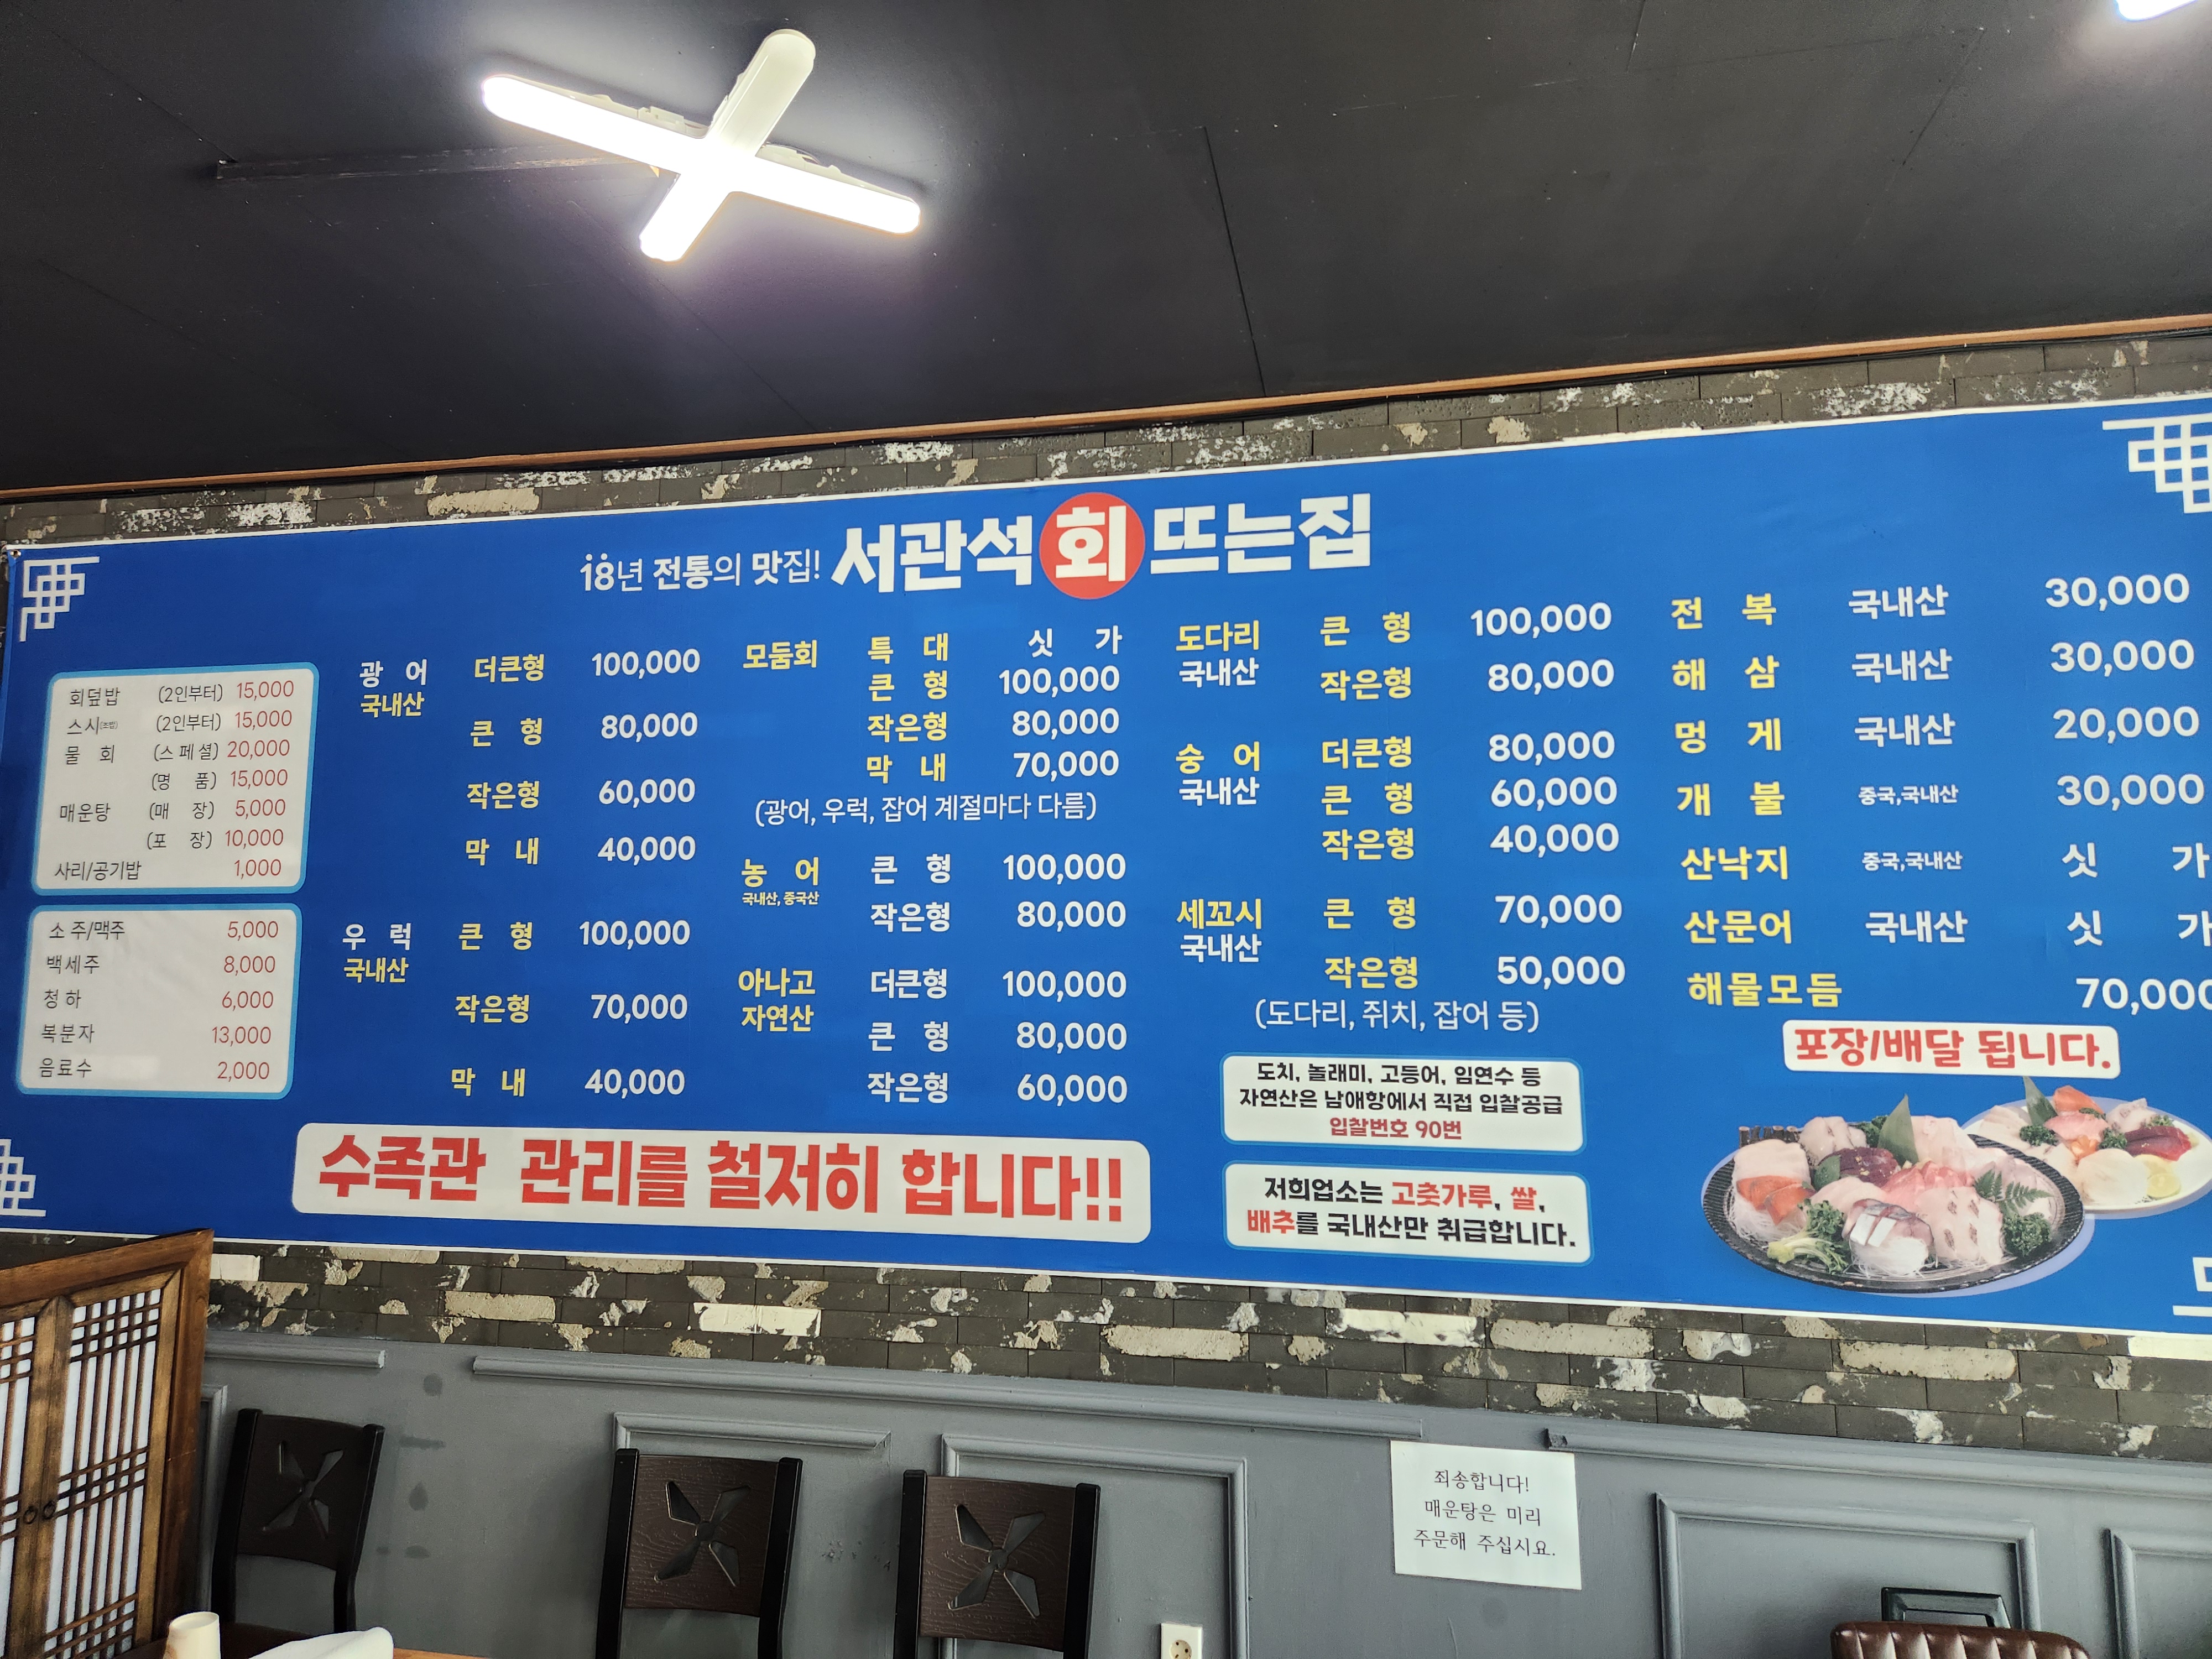 18년 전통의 맛집! 서관석 회 뜨는집
회덮밥 (2인부터) 15,000
스시(초밥) (2인부터) 15,000
물 회 (스페셜) 20,000
(명 품) 15,000
매운탕 (매 장) 5,000
(포 장) 10,000
사리/공기밥 1,000
소주/맥주 5,000
백세주 8,000
청하 6,000
복분자 13,000
음료수 2,000
광 어 더큰형 100,000
국내산
큰 형 80,000
작은형 60,000
막 내 40,000
우 럭 큰 형 100,000
국내산
작은형 70,000
막 내 40,000
모둠회 특 대 싯 가
큰 형 100,000
작은형 80,000
막 내 70,000
(광어, 우럭, 잡어 계절마다 다름)
농 어 큰 형 100,000
국내산, 중국산
작은형 80,000
아나고 더큰형 100,000
자연산
큰 형 80,000
작은형 60,000
도다리 큰 형 100,000
국내산
작은형 80,000
숭 어 더큰형 80,000
국내산
큰 형 60,000
작은형 40,000
세꼬시 큰 형 70,000
국내산
작은형 50,000
(도다리, 쥐치, 잡어 등)
전 복 국내산 30,000
해 삼 국내산 30,000
멍 게 국내산 20,000
개 불 중국,국내산 30,000
산낙지 중국,국내산 싯 가
산문어 국내산 싯 가
해물모듬 70,000
포장/배달 됩니다.
수족관 관리를 철저히 합니다!!
도치, 놀래미, 고등어, 임연수 등
자연산은 남애항에서 직접 입찰공급
입찰번호 90번
저희업소는 고춧가루, 쌀,
배추를 국내산만 취급합니다.
죄송합니다!
매운탕은 미리
주문해 주십시요.